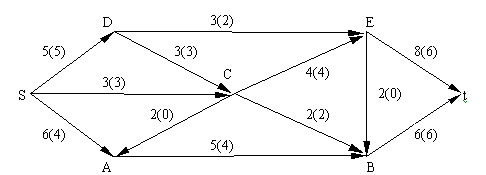 D
3(2)
E
5(5)
3(3)
8(6)
C
4(4)
3(3)
S
2(0)
t
2(0)
2(2)
6(4)
6(6)
5(4)
A
B